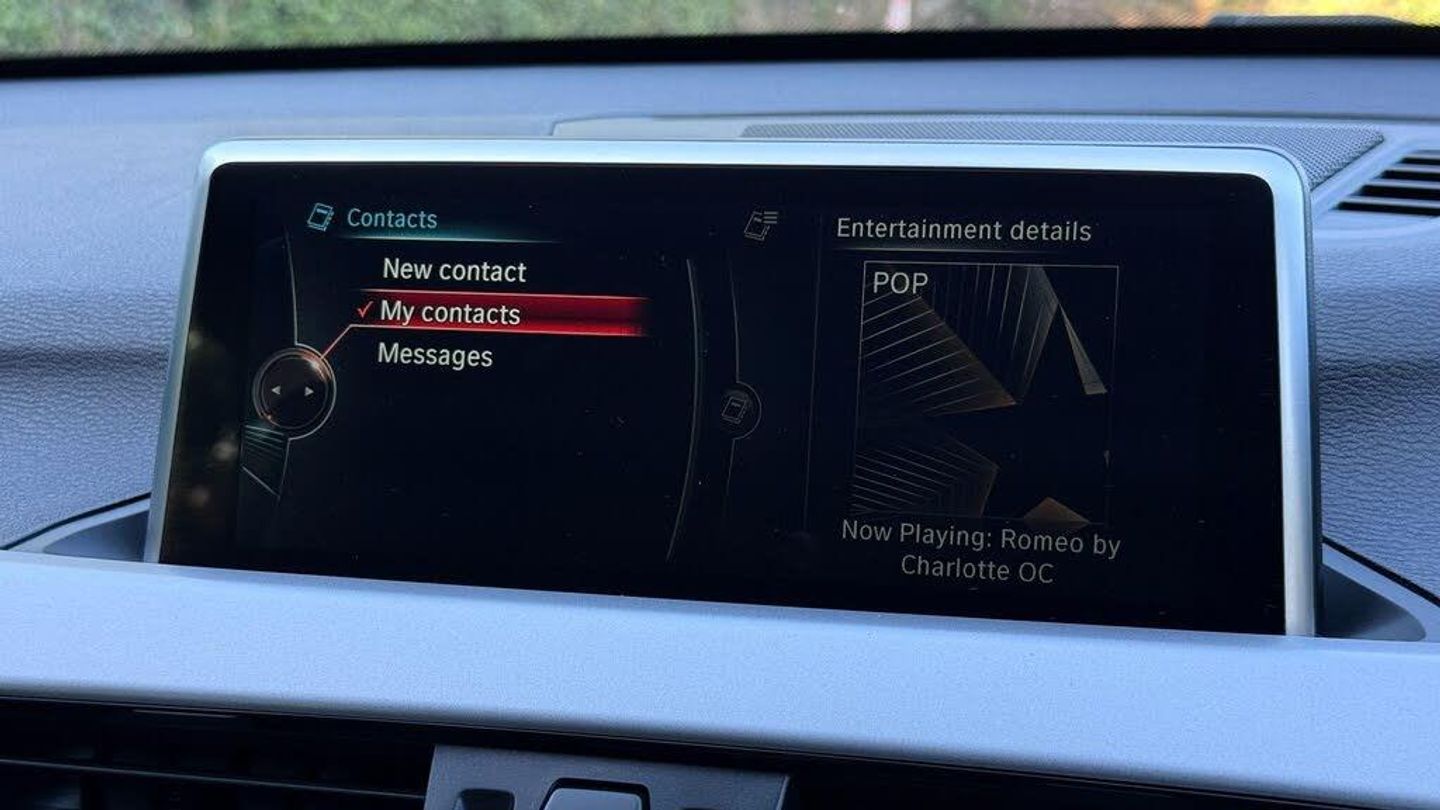 Contacts
New contact
My contacts
Messages
Entertainment details
POP
Now Playing: Romeo by
Charlotte OC